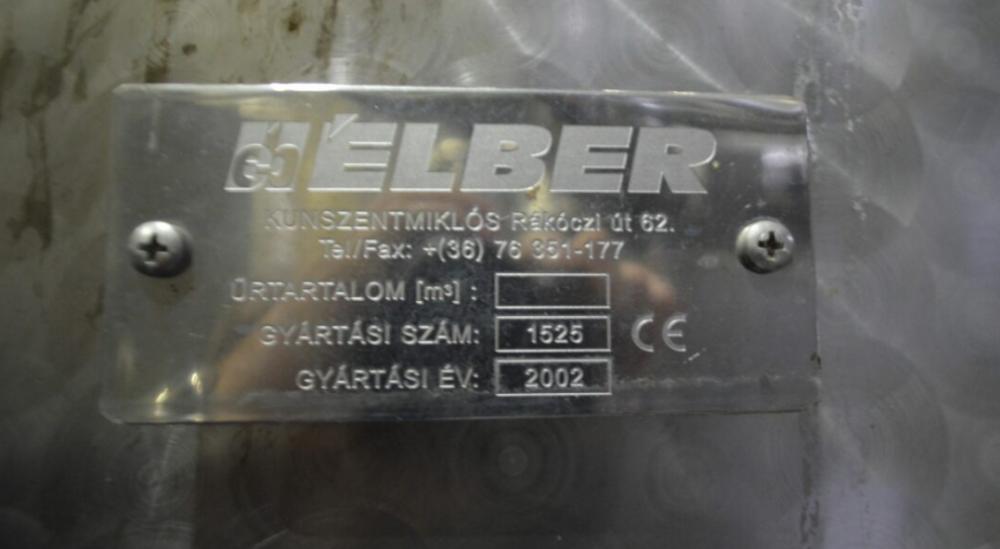 HÉLBER
KUNSZENTMIKLÓS Rákóczi út 62.
Tel./Fax: +(36) 76 351-177
ŰRTARTALOM [m³] :
GYÁRTÁSI SZÁM: 1525 CE
GYÁRTÁSI ÉV: 2002